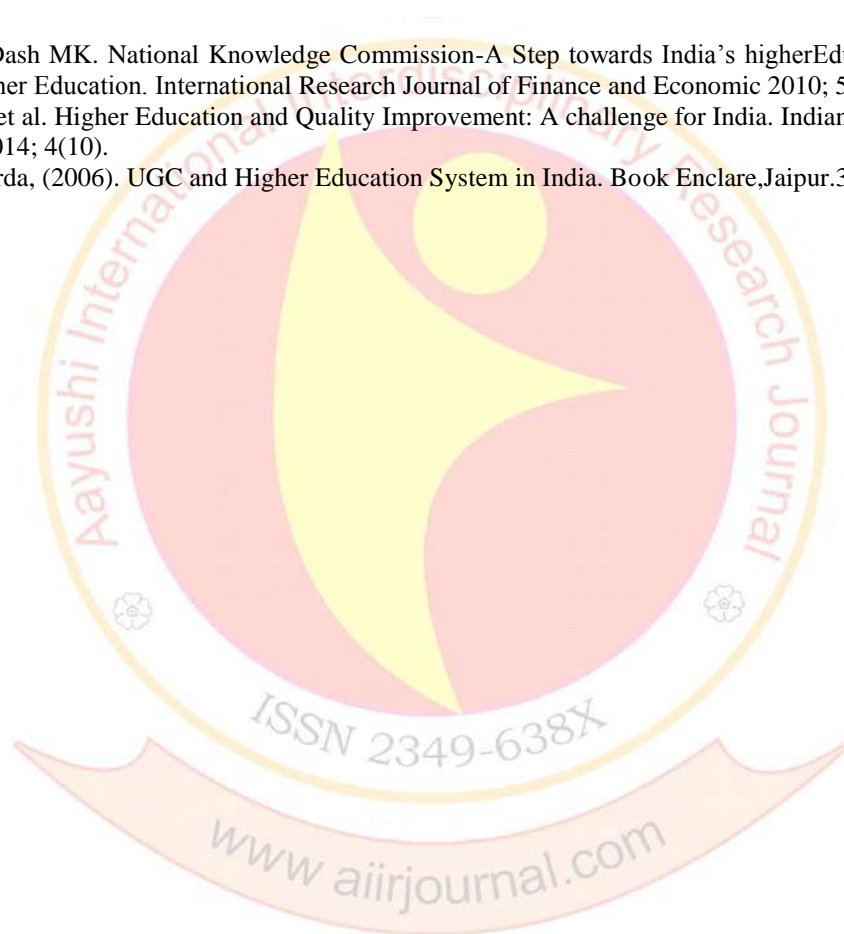 Dash MK. National Knowledge Commission-A Step towards India's higherEdu
her Education. International Research Journal of Finance and Economic 2010; 5
et al. Higher Education and Quality Improvement: A challenge for India. Indian
014; 4(10).
rda, (2006). UGC and Higher Education System in India. Book Enclare,Jaipur.3
Aayushi International Interdisciplinary Research Journal
ISSN 2349-638X
www.aiirjournal.com